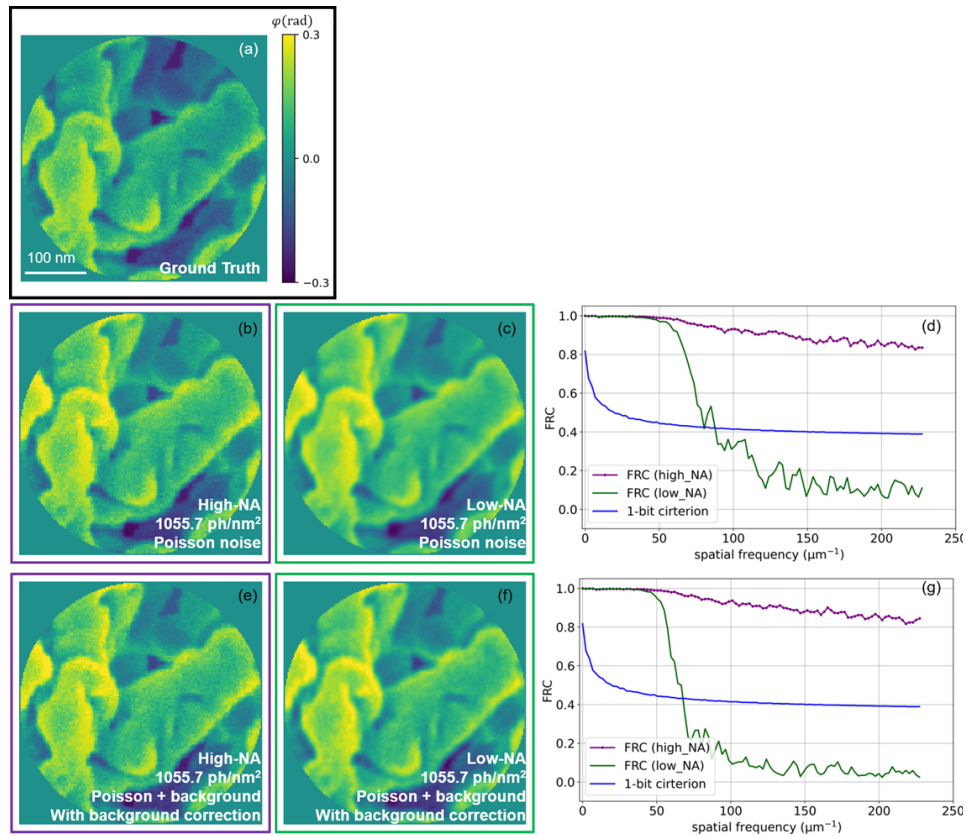 φ(rad)
(a)
0.3
0.0
−0.3
100 nm
Ground Truth
(b)
High-NA
1055.7 ph/nm²
Poisson noise
(c)
Low-NA
1055.7 ph/nm²
Poisson noise
(d)
1.0
0.8
0.6
0.4
0.2
0.0
FRC
FRC (high_NA)
FRC (low_NA)
1-bit cirterion
0 50 100 150 200 250
spatial frequency (μm⁻¹)
(e)
High-NA
1055.7 ph/nm²
Poisson + background
With background correction
(f)
Low-NA
1055.7 ph/nm²
Poisson + background
With background correction
(g)
1.0
0.8
0.6
0.4
0.2
0.0
FRC
FRC (high_NA)
FRC (low_NA)
1-bit cirterion
0 50 100 150 200 250
spatial frequency (μm⁻¹)